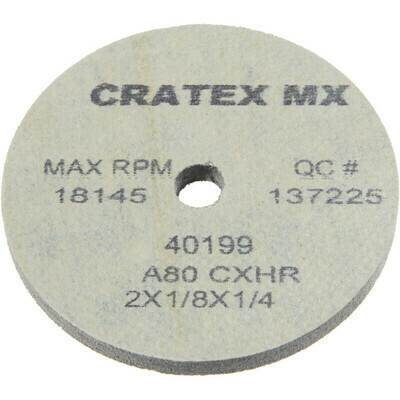 CRATEX MX
MAX RPM QC #
18145 137225
40199
A80 CXHR
2X1/8X1/4